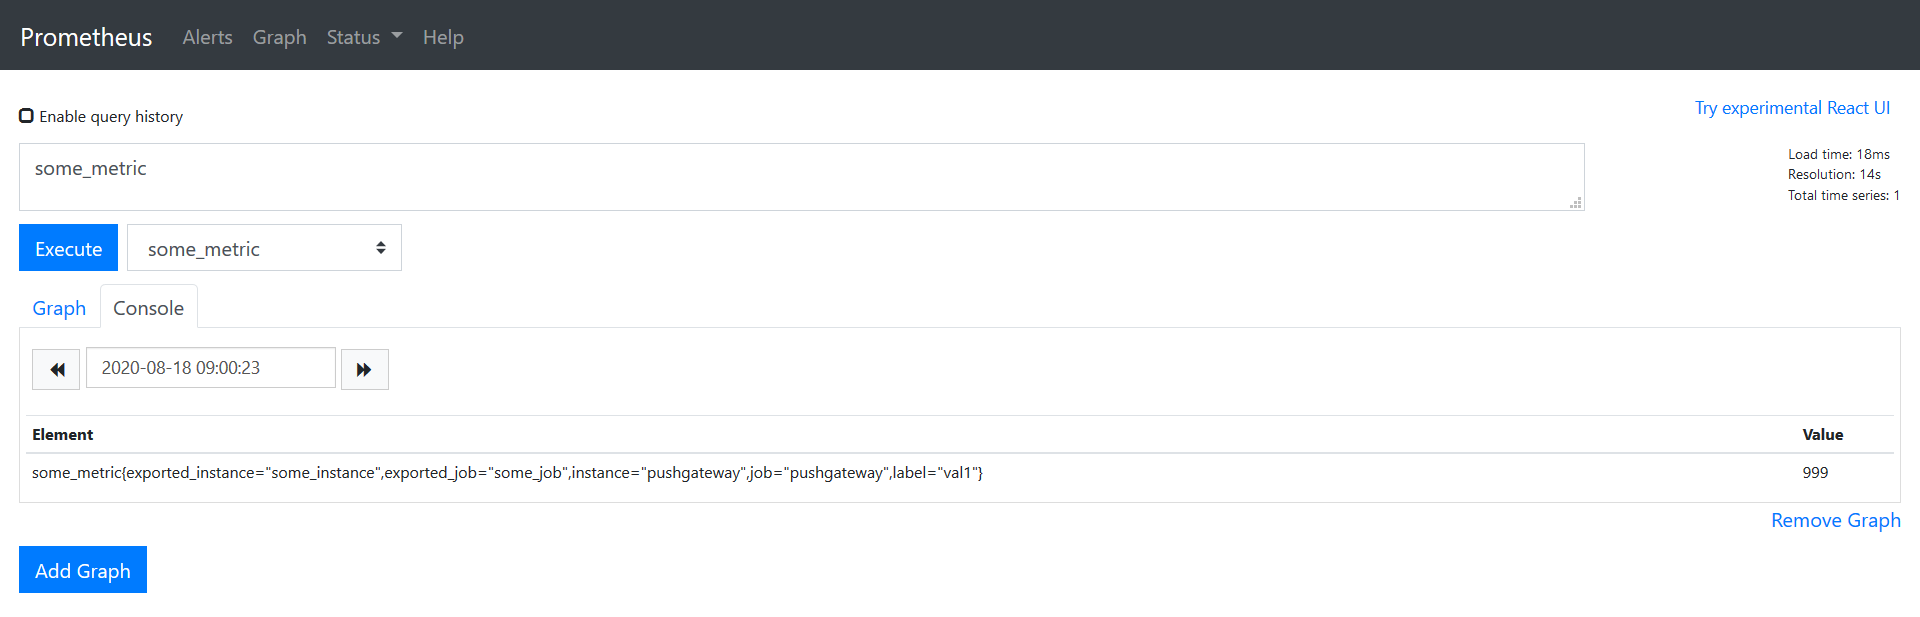 Prometheus Alerts Graph Status Help
Enable query history
Try experimental React UI
some_metric
Load time: 18ms
Resolution: 14s
Total time series: 1
Execute some_metric
Graph Console
2020-08-18 09:00:23
Element Value
some_metric{exported_instance="some_instance",exported_job="some_job",instance="pushgateway",job="pushgateway",label="val1"} 999
Remove Graph
Add Graph